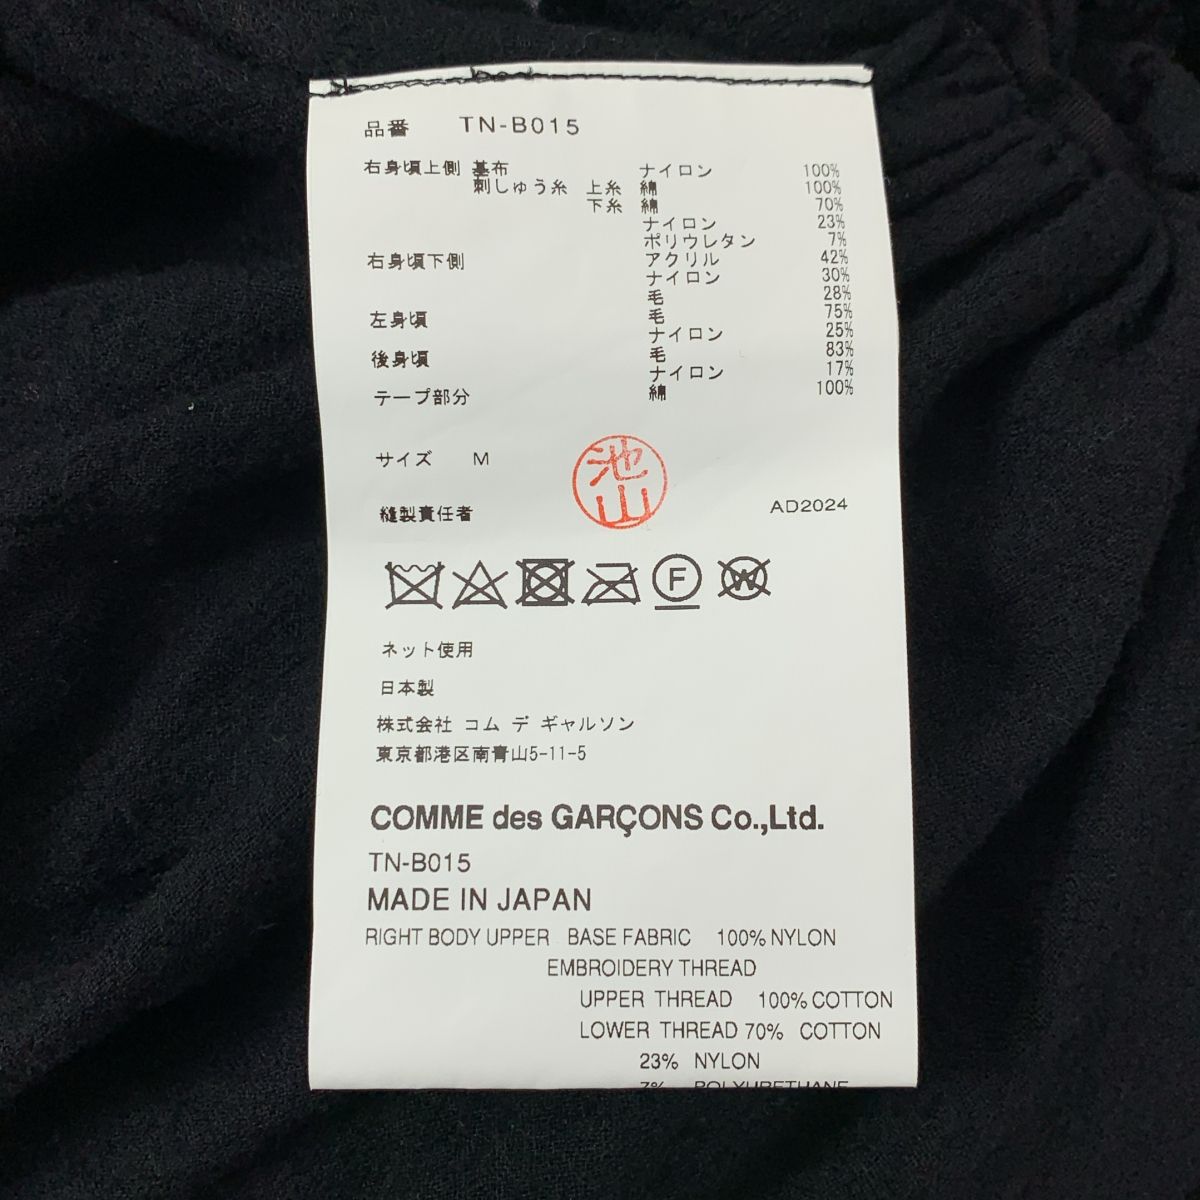 品番 TN-B015
右身頃上側 基布 ナイロン 100%
刺しゅう糸 上糸 綿 100%
下糸 綿 70%
ナイロン 23%
ポリウレタン 7%
右身頃下側 アクリル 42%
ナイロン 30%
毛 28%
左身頃 毛 75%
ナイロン 25%
後身頃 毛 83%
ナイロン 17%
テープ部分 綿 100%
サイズ M
池山
縫製責任者 AD2024
F W
ネット使用
日本製
株式会社 コム デ ギャルソン
東京都港区南青山5-11-5
COMME des GARÇONS Co.,Ltd.
TN-B015
MADE IN JAPAN
RIGHT BODY UPPER BASE FABRIC 100% NYLON
EMBROIDERY THREAD
UPPER THREAD 100% COTTON
LOWER THREAD 70% COTTON
23% NYLON
7% POLYURETHANE